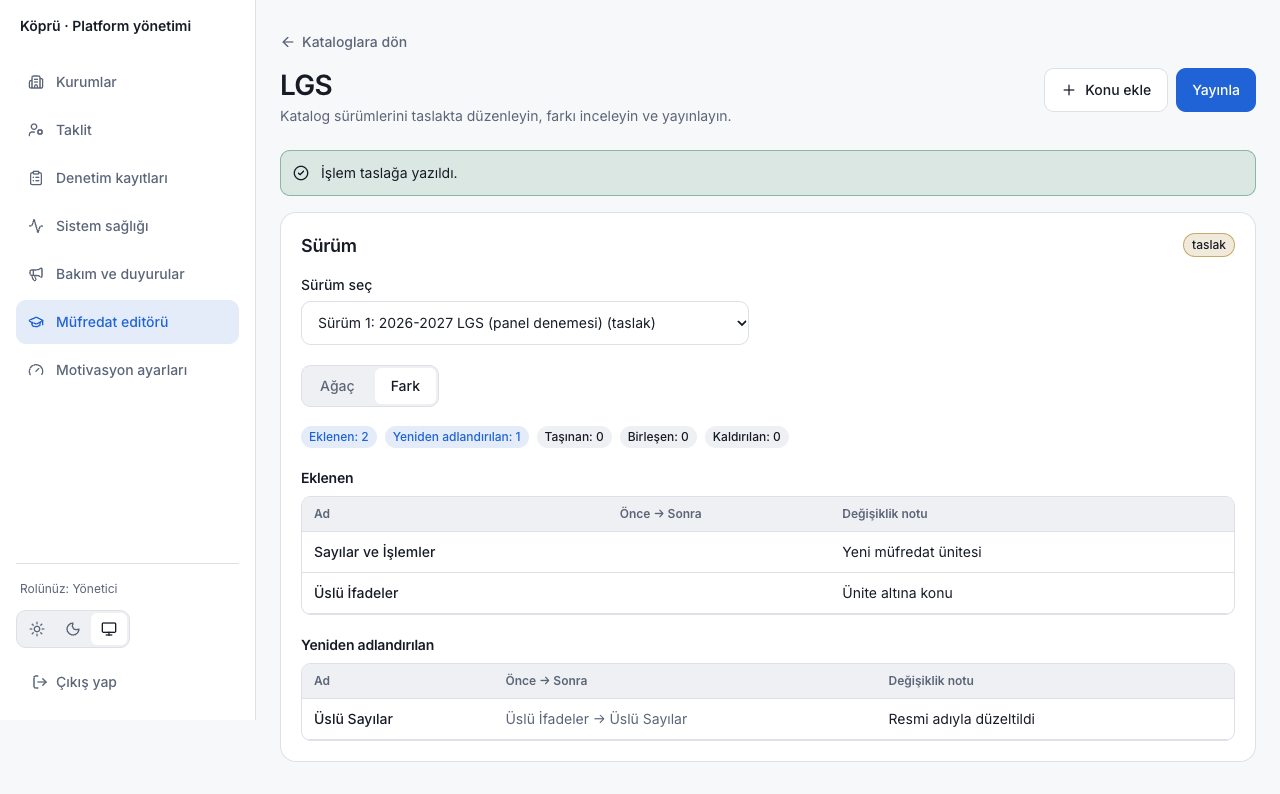 Köprü · Platform yönetimi
Kurumlar
Taklit
Denetim kayıtları
Sistem sağlığı
Bakım ve duyurular
Müfredat editörü
Motivasyon ayarları
Rolünüz: Yönetici
Çıkış yap
← Kataloglara dön
LGS
Katalog sürümlerini taslakta düzenleyin, farkı inceleyin ve yayınlayın.
+ Konu ekle
Yayınla
İşlem taslağa yazıldı.
Sürüm
taslak
Sürüm seç
Sürüm 1: 2026-2027 LGS (panel denemesi) (taslak)
Ağaç Fark
Eklenen: 2 Yeniden adlandırılan: 1 Taşınan: 0 Birleşen: 0 Kaldırılan: 0
Eklenen
Ad Önce → Sonra Değişiklik notu
Sayılar ve İşlemler Yeni müfredat ünitesi
Üslü İfadeler Ünite altına konu
Yeniden adlandırılan
Ad Önce → Sonra Değişiklik notu
Üslü Sayılar Üslü İfadeler → Üslü Sayılar Resmi adıyla düzeltildi